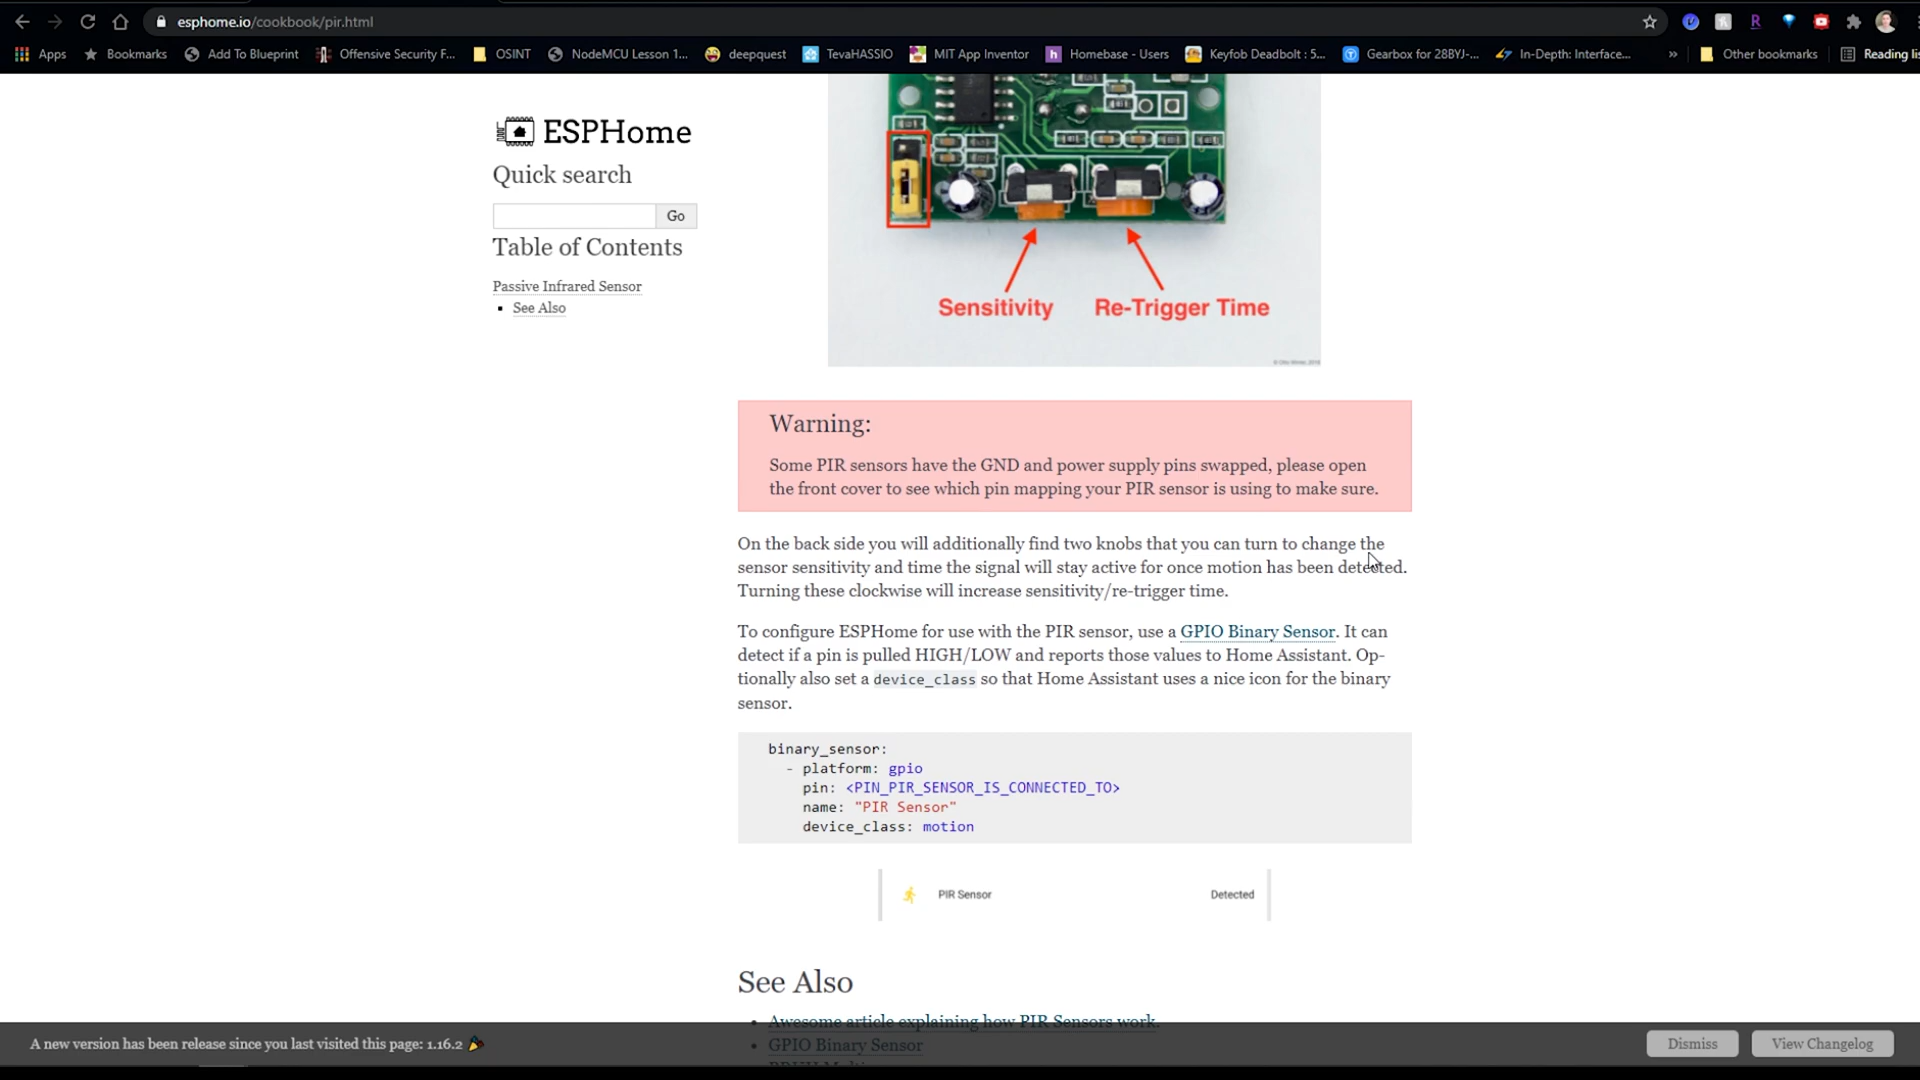 esphome.io/cookbook/pir.html
Apps
Bookmarks
Add To Blueprint
Offensive Security F...
OSINT
NodeMCU Lesson 1...
deepquest
TevaHASSIO
MIT App Inventor
Homebase - Users
Keyfob Deadbolt : 5...
Gearbox for 28BYJ-...
In-Depth: Interface...
»
Other bookmarks
Reading lis
ESPHome
Quick search
Go
Table of Contents
Passive Infrared Sensor
See Also
Sensitivity
Re-Trigger Time
Warning:
Some PIR sensors have the GND and power supply pins swapped, please open
the front cover to see which pin mapping your PIR sensor is using to make sure.
On the back side you will additionally find two knobs that you can turn to change the
sensor sensitivity and time the signal will stay active for once motion has been detected.
Turning these clockwise will increase sensitivity/re-trigger time.
To configure ESPHome for use with the PIR sensor, use a GPIO Binary Sensor. It can
detect if a pin is pulled HIGH/LOW and reports those values to Home Assistant. Op-
tionally also set a device_class so that Home Assistant uses a nice icon for the binary
sensor.
binary_sensor:
- platform: gpio
pin: <PIN_PIR_SENSOR_IS_CONNECTED_TO>
name: "PIR Sensor"
device_class: motion
PIR Sensor
Detected
See Also
Awesome article explaining how PIR Sensors work.
GPIO Binary Sensor
A new version has been release since you last visited this page: 1.16.2
Dismiss
View Changelog